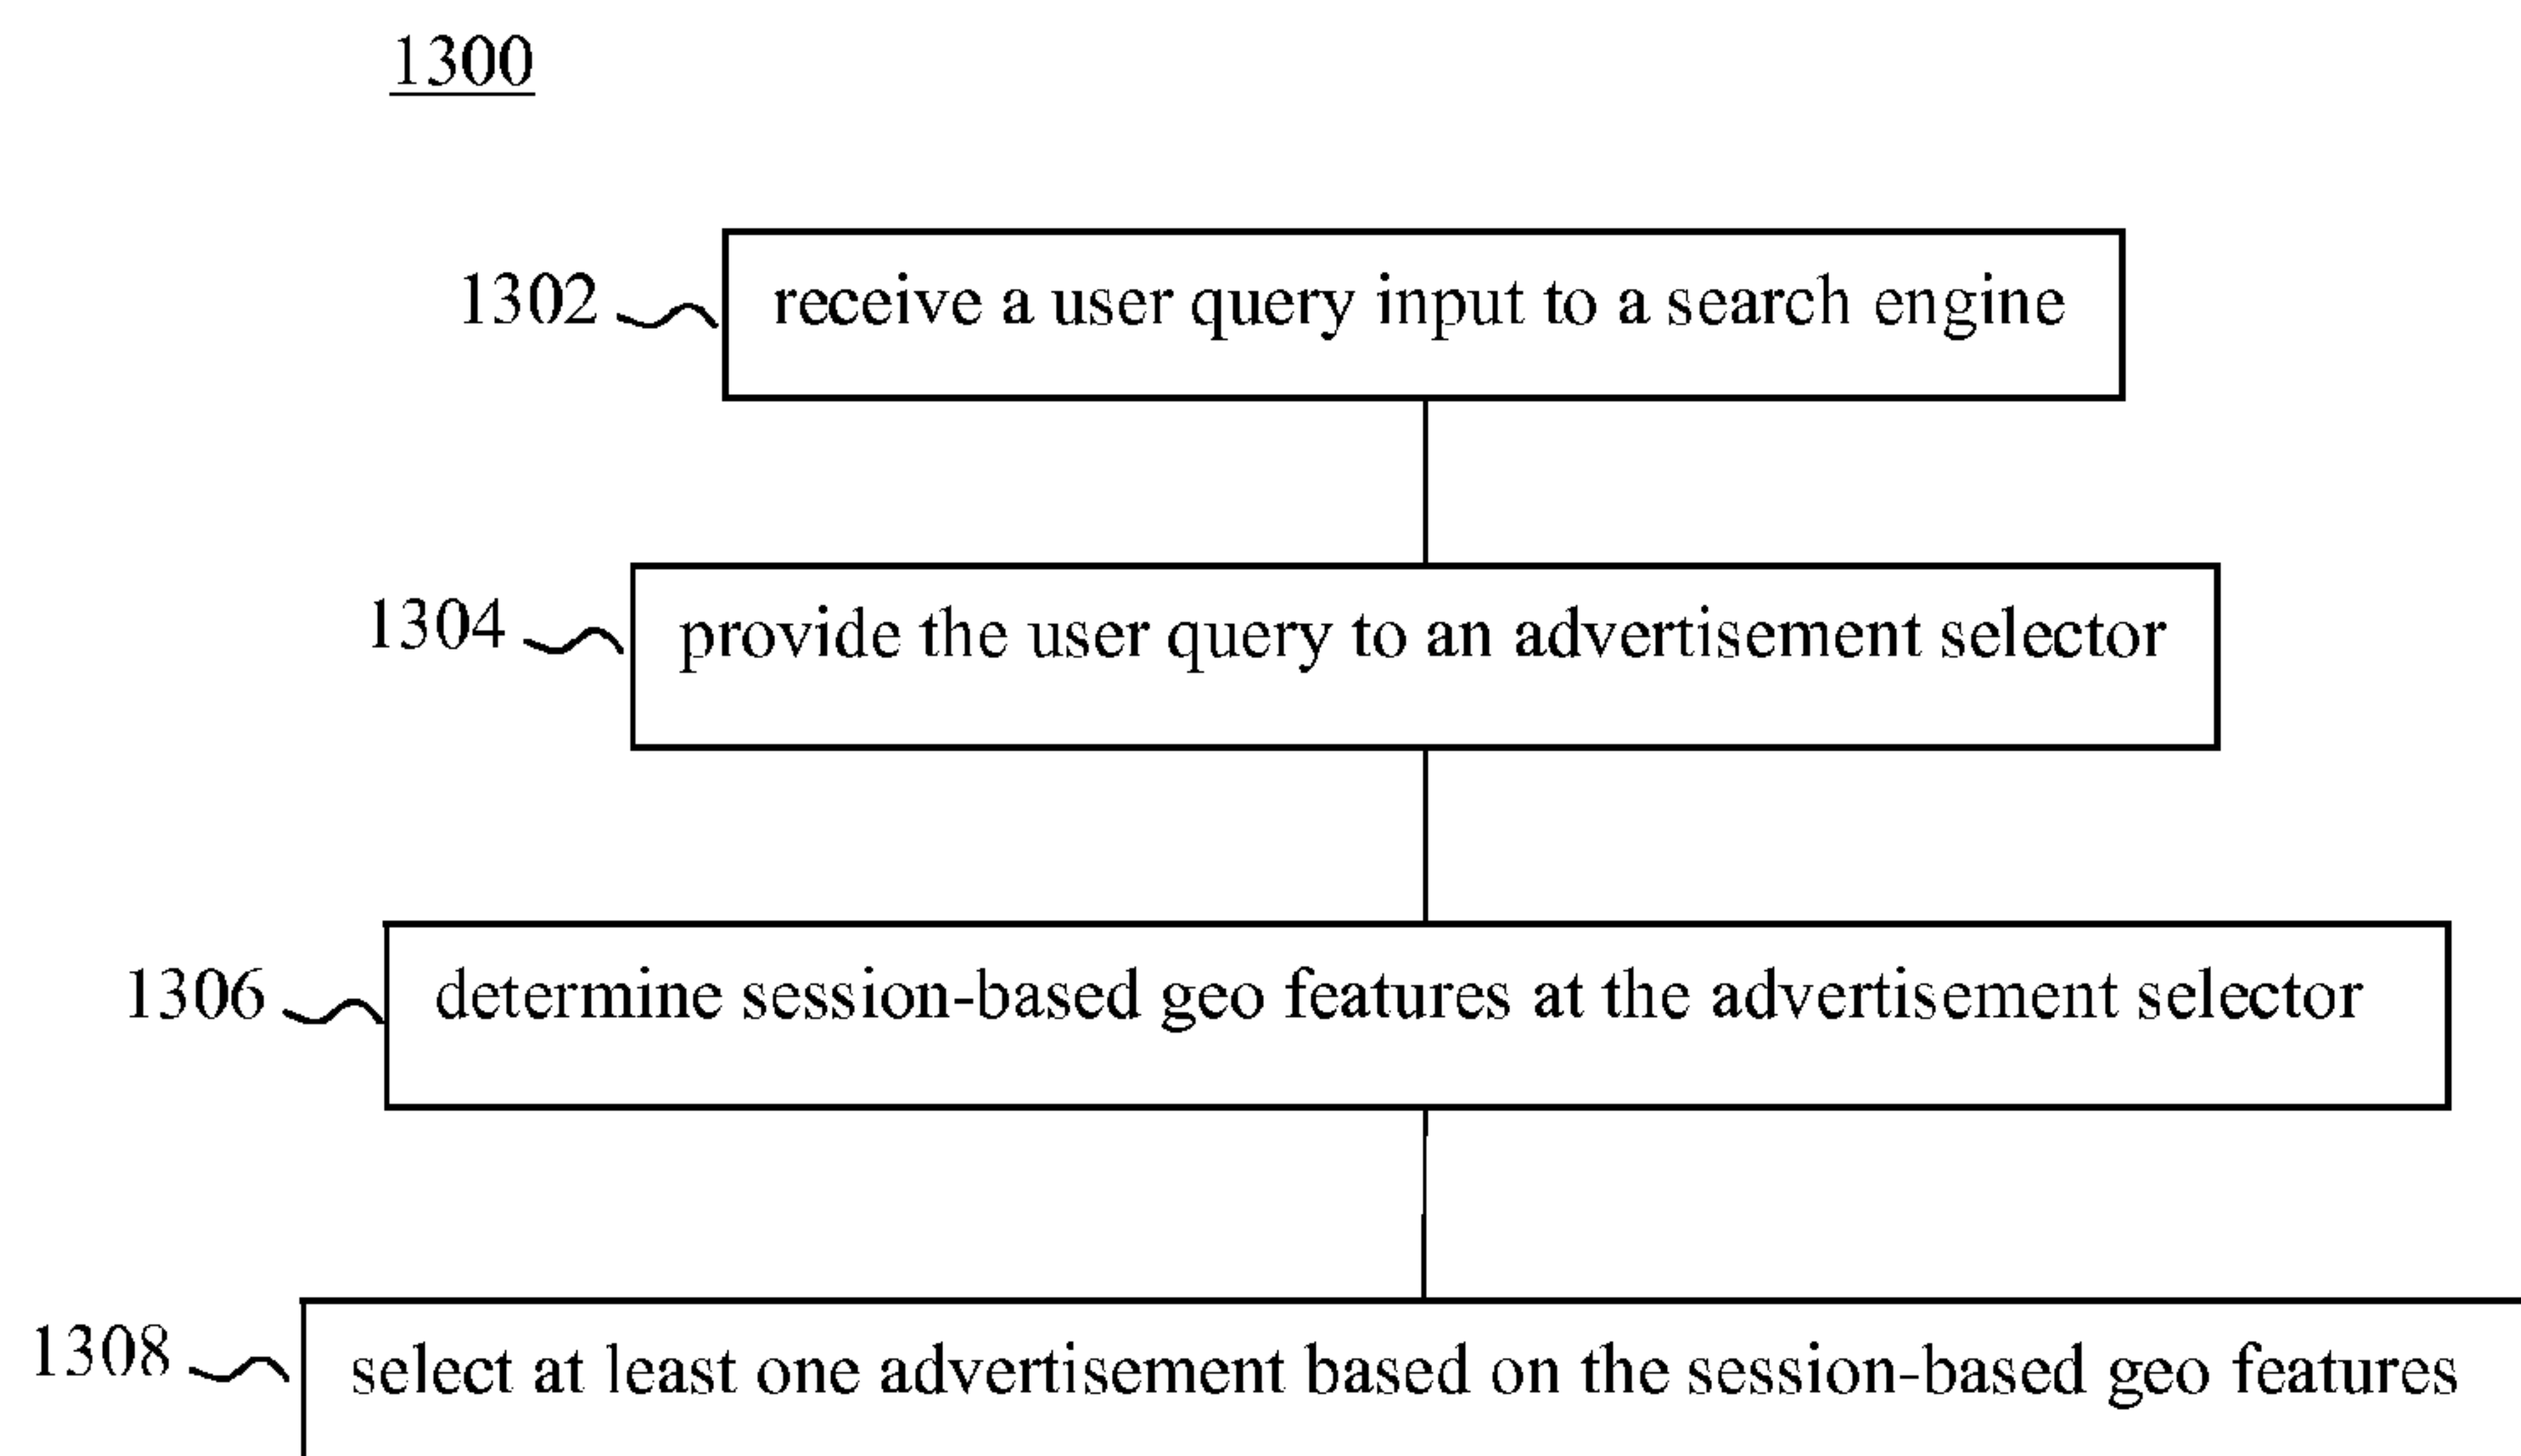 1300
1302 receive a user query input to a search engine
1304 provide the user query to an advertisement selector
1306 determine session-based geo features at the advertisement selector
1308 select at least one advertisement based on the session-based geo features